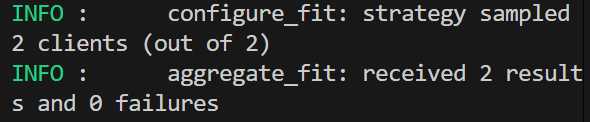 INFO :      configure_fit: strategy sampled
2 clients (out of 2)
INFO :      aggregate_fit: received 2 result
s and 0 failures